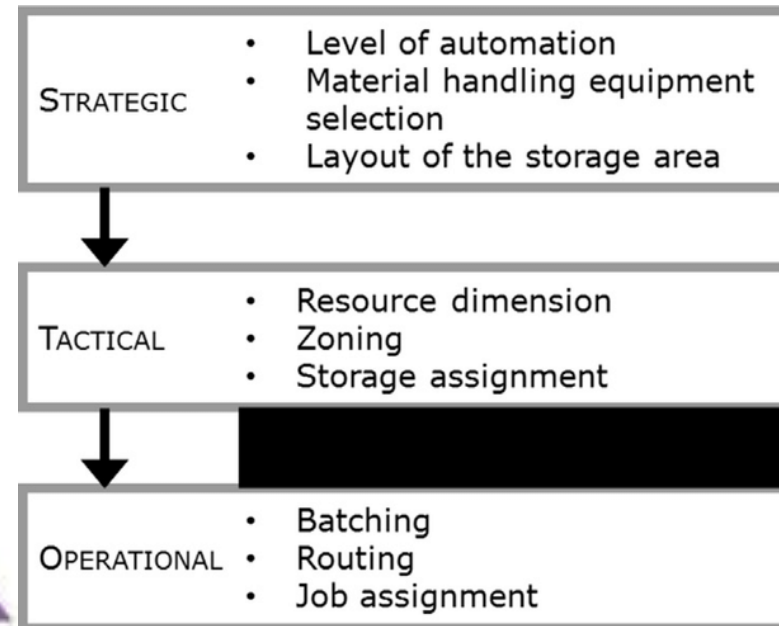 STRATEGIC
• Level of automation
• Material handling equipment
selection
• Layout of the storage area
TACTICAL
• Resource dimension
• Zoning
• Storage assignment
OPERATIONAL
• Batching
• Routing
• Job assignment